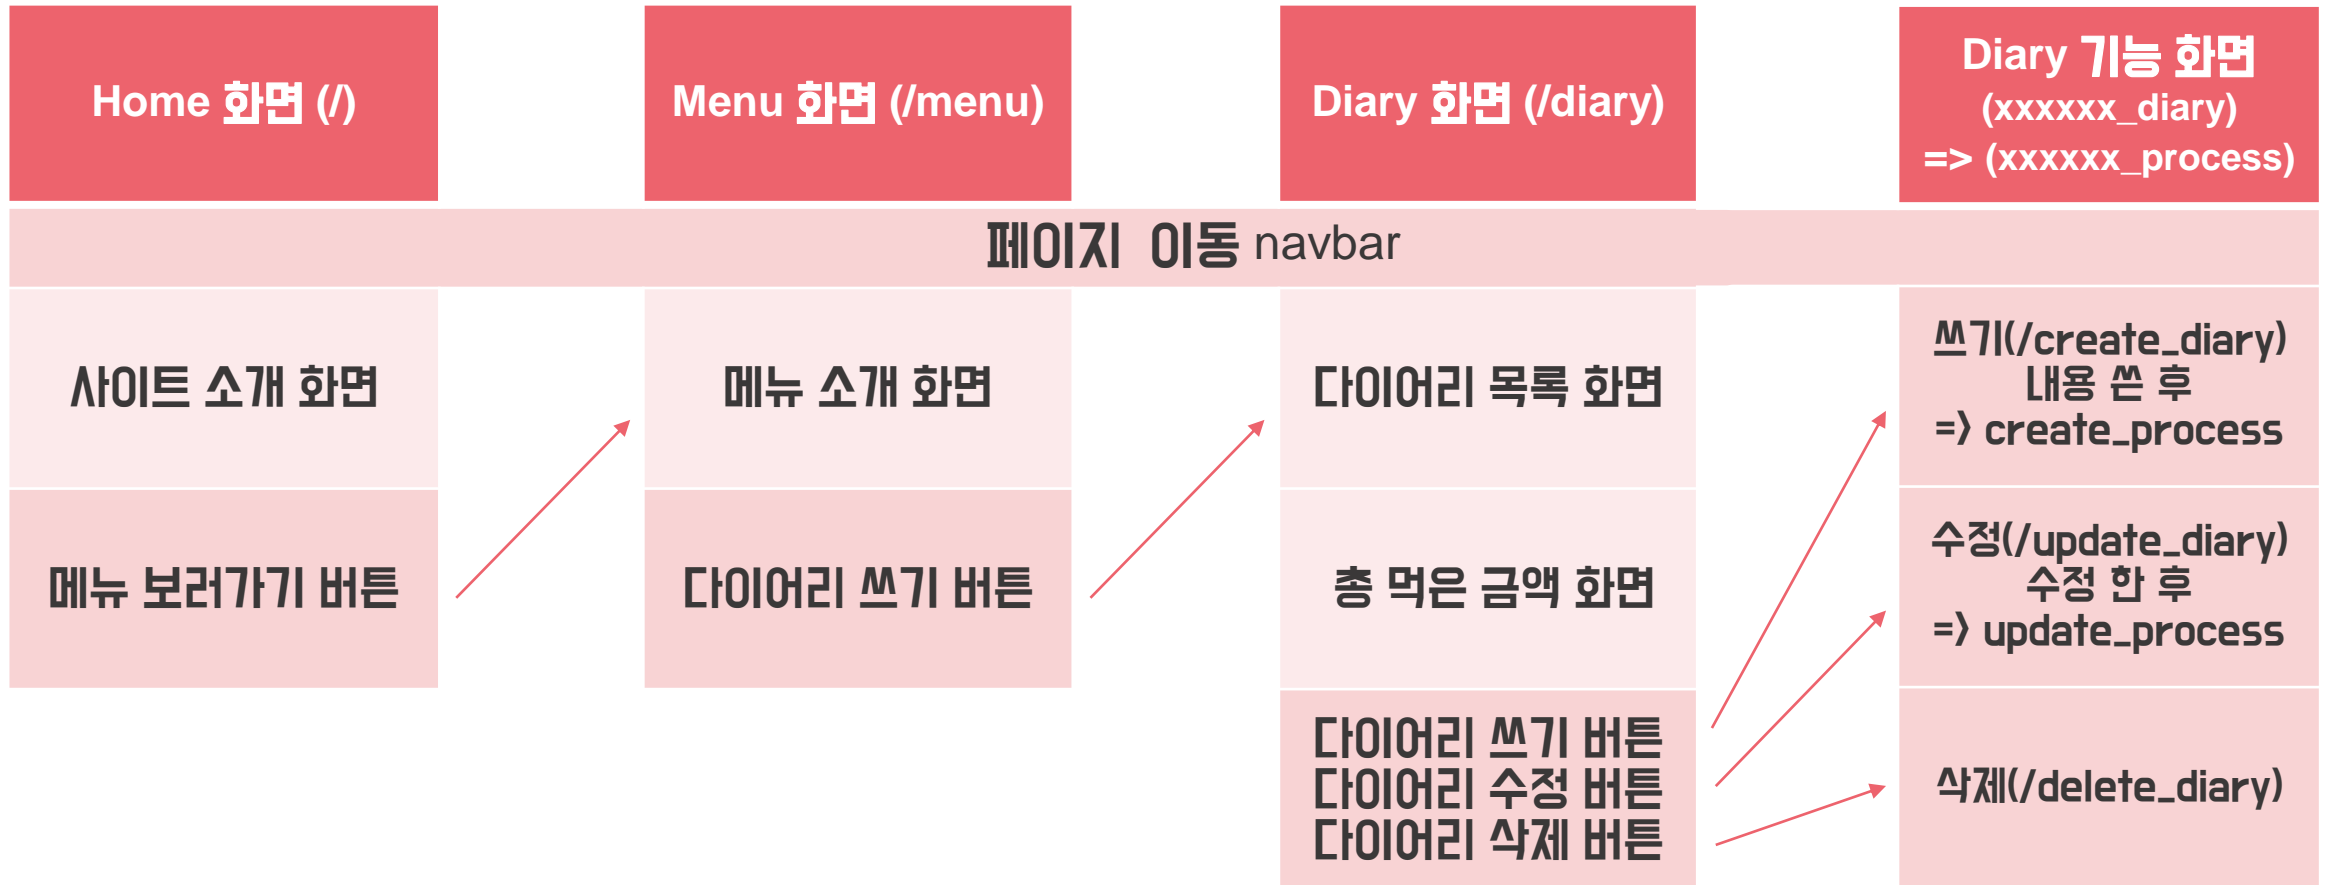 Home 화면 (/)
Menu 화면 (/menu)
Diary 화면 (/diary)
Diary 기능 화면
(xxxxxx_diary)
=> (xxxxxx_process)
페이지 이동 navbar
사이트 소개 화면
메뉴 소개 화면
다이어리 목록 화면
쓰기(/create_diary)
내용 쓴 후
=> create_process
메뉴 보러가기 버튼
다이어리 쓰기 버튼
총 먹은 금액 화면
수정(/update_diary)
수정 한 후
=> update_process
다이어리 쓰기 버튼
다이어리 수정 버튼
다이어리 삭제 버튼
삭제(/delete_diary)